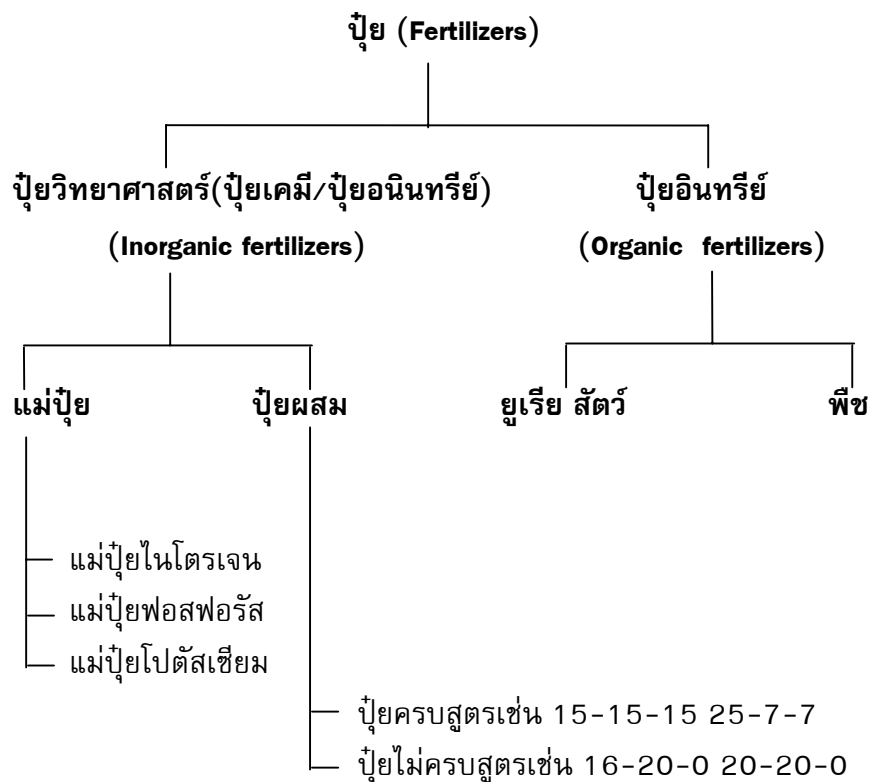 ปุ๋ย (Fertilizers)
ปุ๋ยวิทยาศาสตร์(ปุ๋ยเคมี/ปุ๋ยอนินทรีย์) ปุ๋ยอินทรีย์
(Inorganic fertilizers) (Organic fertilizers)
แม่ปุ๋ย ปุ๋ยผสม ยูเรีย สัตว์ พืช
แม่ปุ๋ยไนโตรเจน
แม่ปุ๋ยฟอสฟอรัส
แม่ปุ๋ยโปตัสเซียม
ปุ๋ยครบสูตรเช่น 15-15-15 25-7-7
ปุ๋ยไม่ครบสูตรเช่น 16-20-0 20-20-0